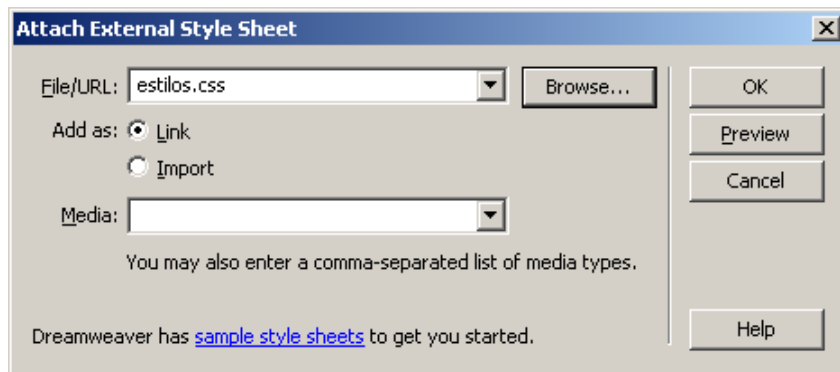 Attach External Style Sheet
File/URL: estilos.css Browse... OK
Add as: Link Preview
Import Cancel
Media:
You may also enter a comma-separated list of media types.
Dreamweaver has sample style sheets to get you started. Help